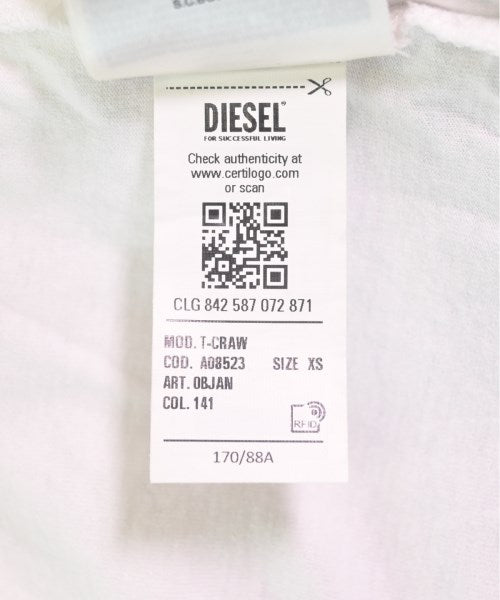 DIESEL®
FOR SUCCESSFUL LIVING
Check authenticity at
www.certilogo.com
or scan
CLG 842 587 072 871
MOD. T-CRAW
COD. A08523 SIZE XS
ART. 0BJAN
COL. 141
RFID
170/88A